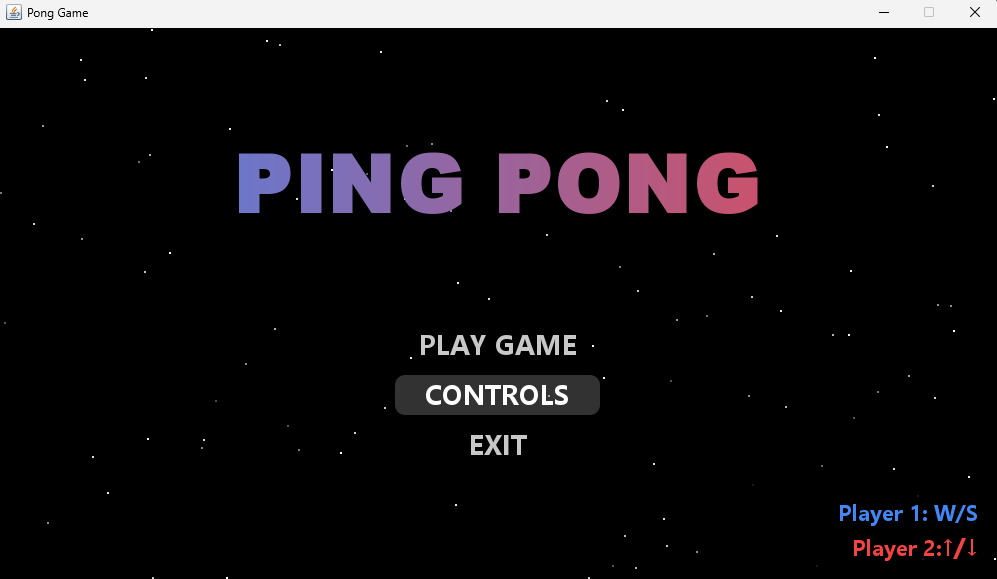 Pong Game
PING PONG
PLAY GAME
CONTROLS
EXIT
Player 1: W/S
Player 2:↑/↓